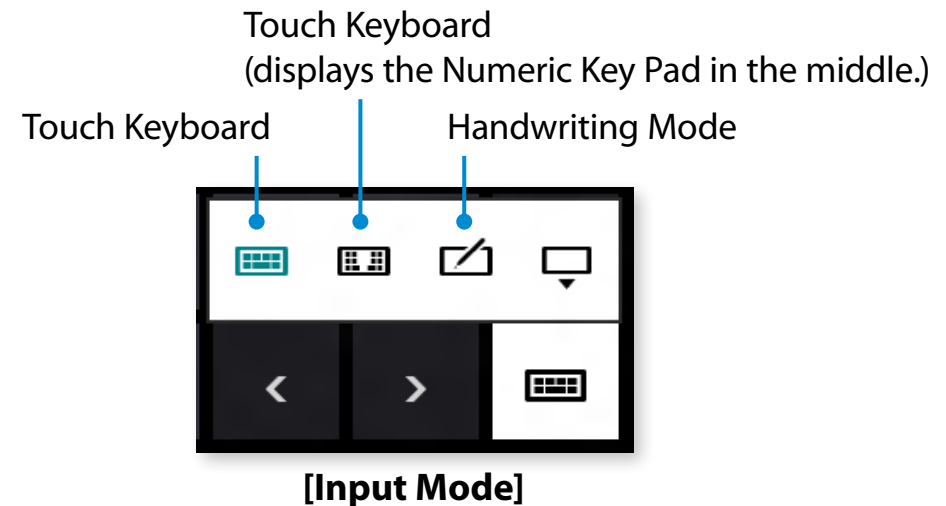 Touch Keyboard
(displays the Numeric Key Pad in the middle.)
Touch Keyboard
Handwriting Mode
[Input Mode]